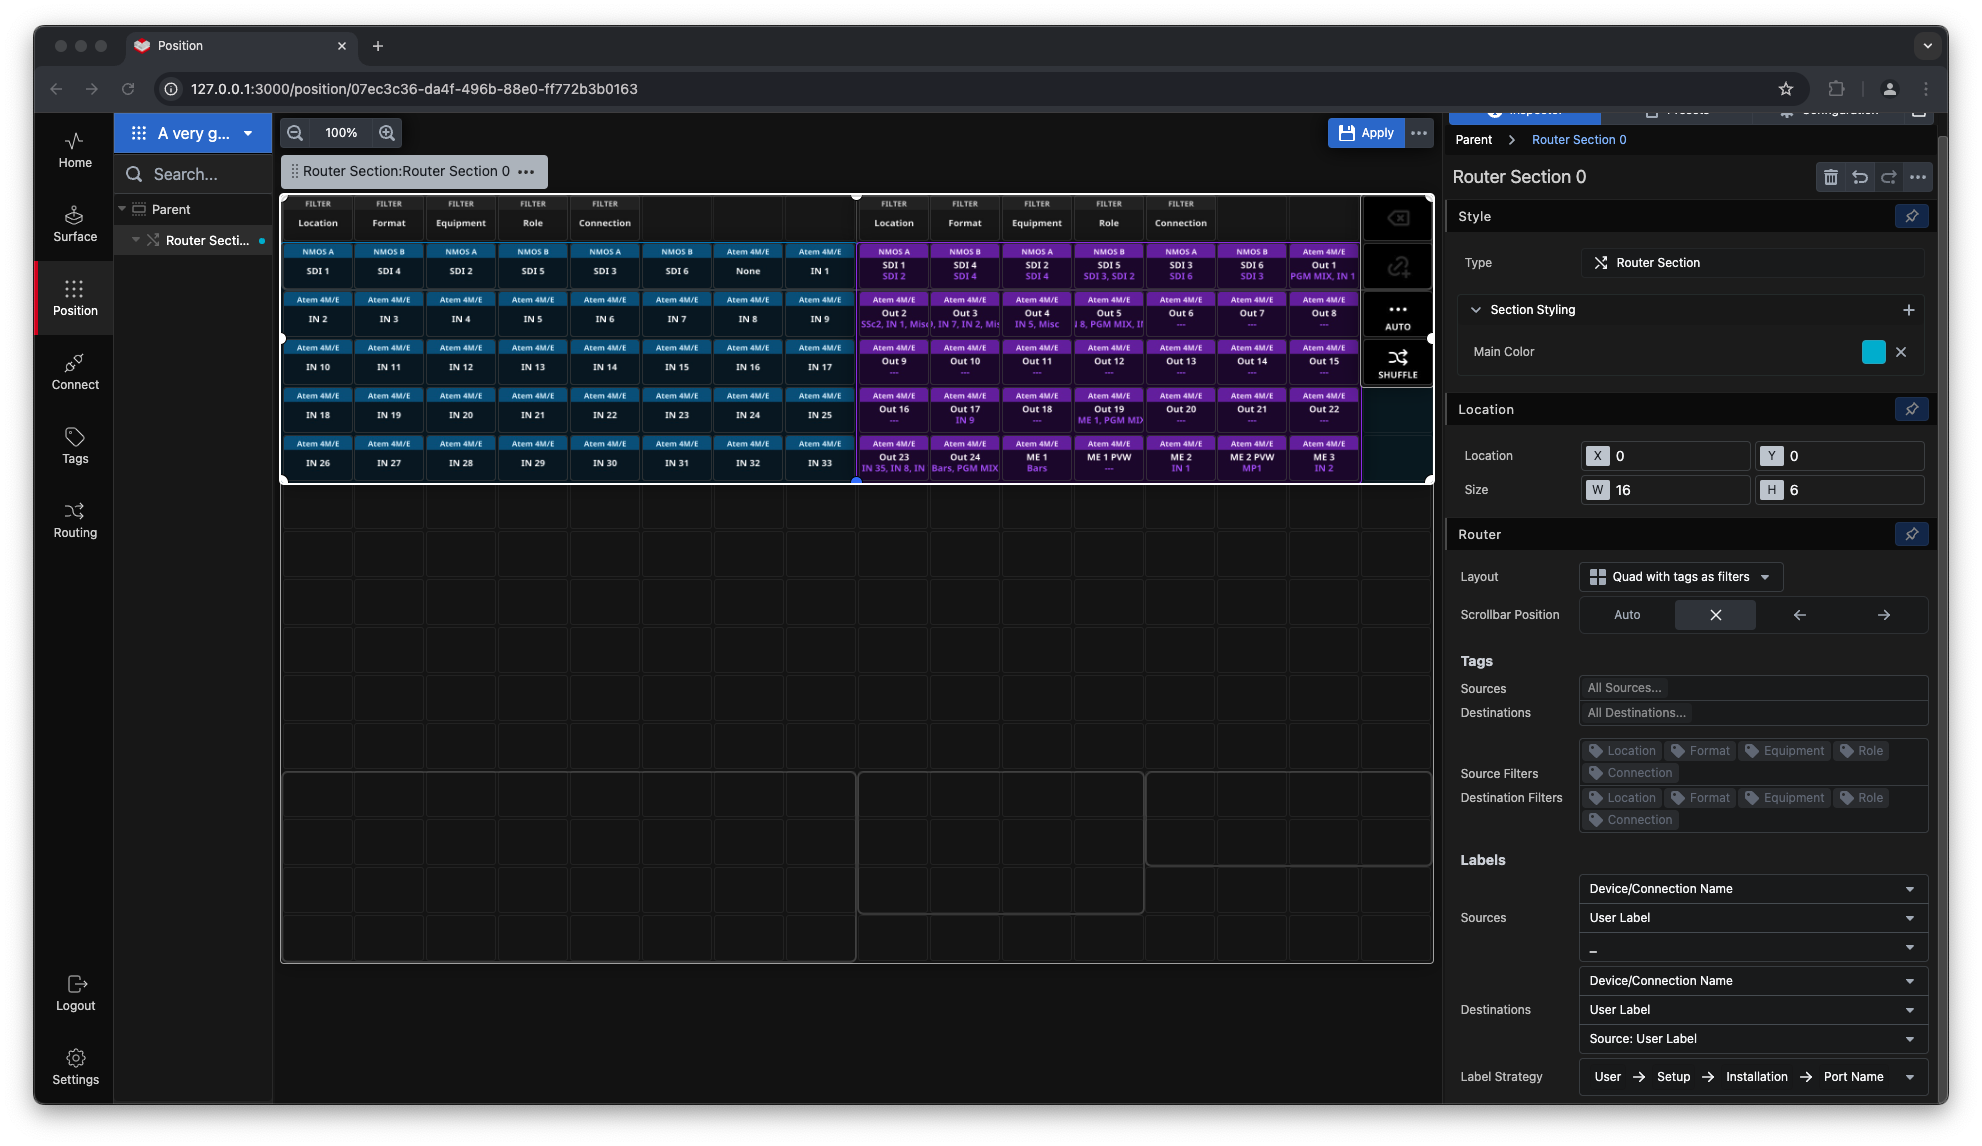 Position
127.0.0.1:3000/position/07ec3c36-da4f-496b-88e0-ff772b3b0163
Home
Surface
Position
Connect
Tags
Routing
Logout
Settings
A very g...
Search...
Parent
Router Secti...
100%
Apply
Router Section:Router Section 0
FILTER FILTER FILTER FILTER FILTER FILTER FILTER FILTER FILTER FILTER
Location Format Equipment Role Connection Location Format Equipment Role Connection
NMOS A NMOS B NMOS A NMOS B NMOS A NMOS B Atem 4M/E Atem 4M/E NMOS A NMOS B NMOS A NMOS B NMOS A NMOS B Atem 4M/E
SDI 1 SDI 4 SDI 2 SDI 5 SDI 3 SDI 6 None IN 1 SDI 1 SDI 4 SDI 2 SDI 5 SDI 3 SDI 6 Out 1
SDI 2 SDI 4 SDI 4 SDI 3, SDI 2 SDI 6 SDI 3 PGM MIX, IN 1
Atem 4M/E Atem 4M/E Atem 4M/E Atem 4M/E Atem 4M/E Atem 4M/E Atem 4M/E Atem 4M/E Atem 4M/E Atem 4M/E Atem 4M/E Atem 4M/E Atem 4M/E Atem 4M/E Atem 4M/E
IN 2 IN 3 IN 4 IN 5 IN 6 IN 7 IN 8 IN 9 Out 2 Out 3 Out 4 Out 5 Out 6 Out 7 Out 8
SSc2, IN 1, Misc IN 7, IN 2, Mis IN 5, Misc 8, PGM MIX, --- --- ---
AUTO
Atem 4M/E Atem 4M/E Atem 4M/E Atem 4M/E Atem 4M/E Atem 4M/E Atem 4M/E Atem 4M/E Atem 4M/E Atem 4M/E Atem 4M/E Atem 4M/E Atem 4M/E Atem 4M/E Atem 4M/E
IN 10 IN 11 IN 12 IN 13 IN 14 IN 15 IN 16 IN 17 Out 9 Out 10 Out 11 Out 12 Out 13 Out 14 Out 15
--- --- --- --- --- --- ---
SHUFFLE
Atem 4M/E Atem 4M/E Atem 4M/E Atem 4M/E Atem 4M/E Atem 4M/E Atem 4M/E Atem 4M/E Atem 4M/E Atem 4M/E Atem 4M/E Atem 4M/E Atem 4M/E Atem 4M/E Atem 4M/E
IN 18 IN 19 IN 20 IN 21 IN 22 IN 23 IN 24 IN 25 Out 16 Out 17 Out 18 Out 19 Out 20 Out 21 Out 22
--- IN 9 --- ME 1, PGM MIX --- --- ---
Atem 4M/E Atem 4M/E Atem 4M/E Atem 4M/E Atem 4M/E Atem 4M/E Atem 4M/E Atem 4M/E Atem 4M/E Atem 4M/E Atem 4M/E Atem 4M/E Atem 4M/E Atem 4M/E Atem 4M/E
IN 26 IN 27 IN 28 IN 29 IN 30 IN 31 IN 32 IN 33 Out 23 Out 24 ME 1 ME 1 PVW ME 2 ME 2 PVW ME 3
IN 35, IN 8, IN Bars, PGM MIX Bars --- IN 1 MP1 IN 2
Parent Router Section 0
Router Section 0
Style
Type Router Section
Section Styling
Main Color
Location
Location X 0 Y 0
Size W 16 H 6
Router
Layout Quad with tags as filters
Scrollbar Position Auto
Tags
Sources All Sources...
Destinations All Destinations...
Source Filters Location Format Equipment Role
Connection
Destination Filters Location Format Equipment Role
Connection
Labels
Sources
Device/Connection Name
User Label
–
Destinations
Device/Connection Name
User Label
Source: User Label
Label Strategy User → Setup → Installation → Port Name